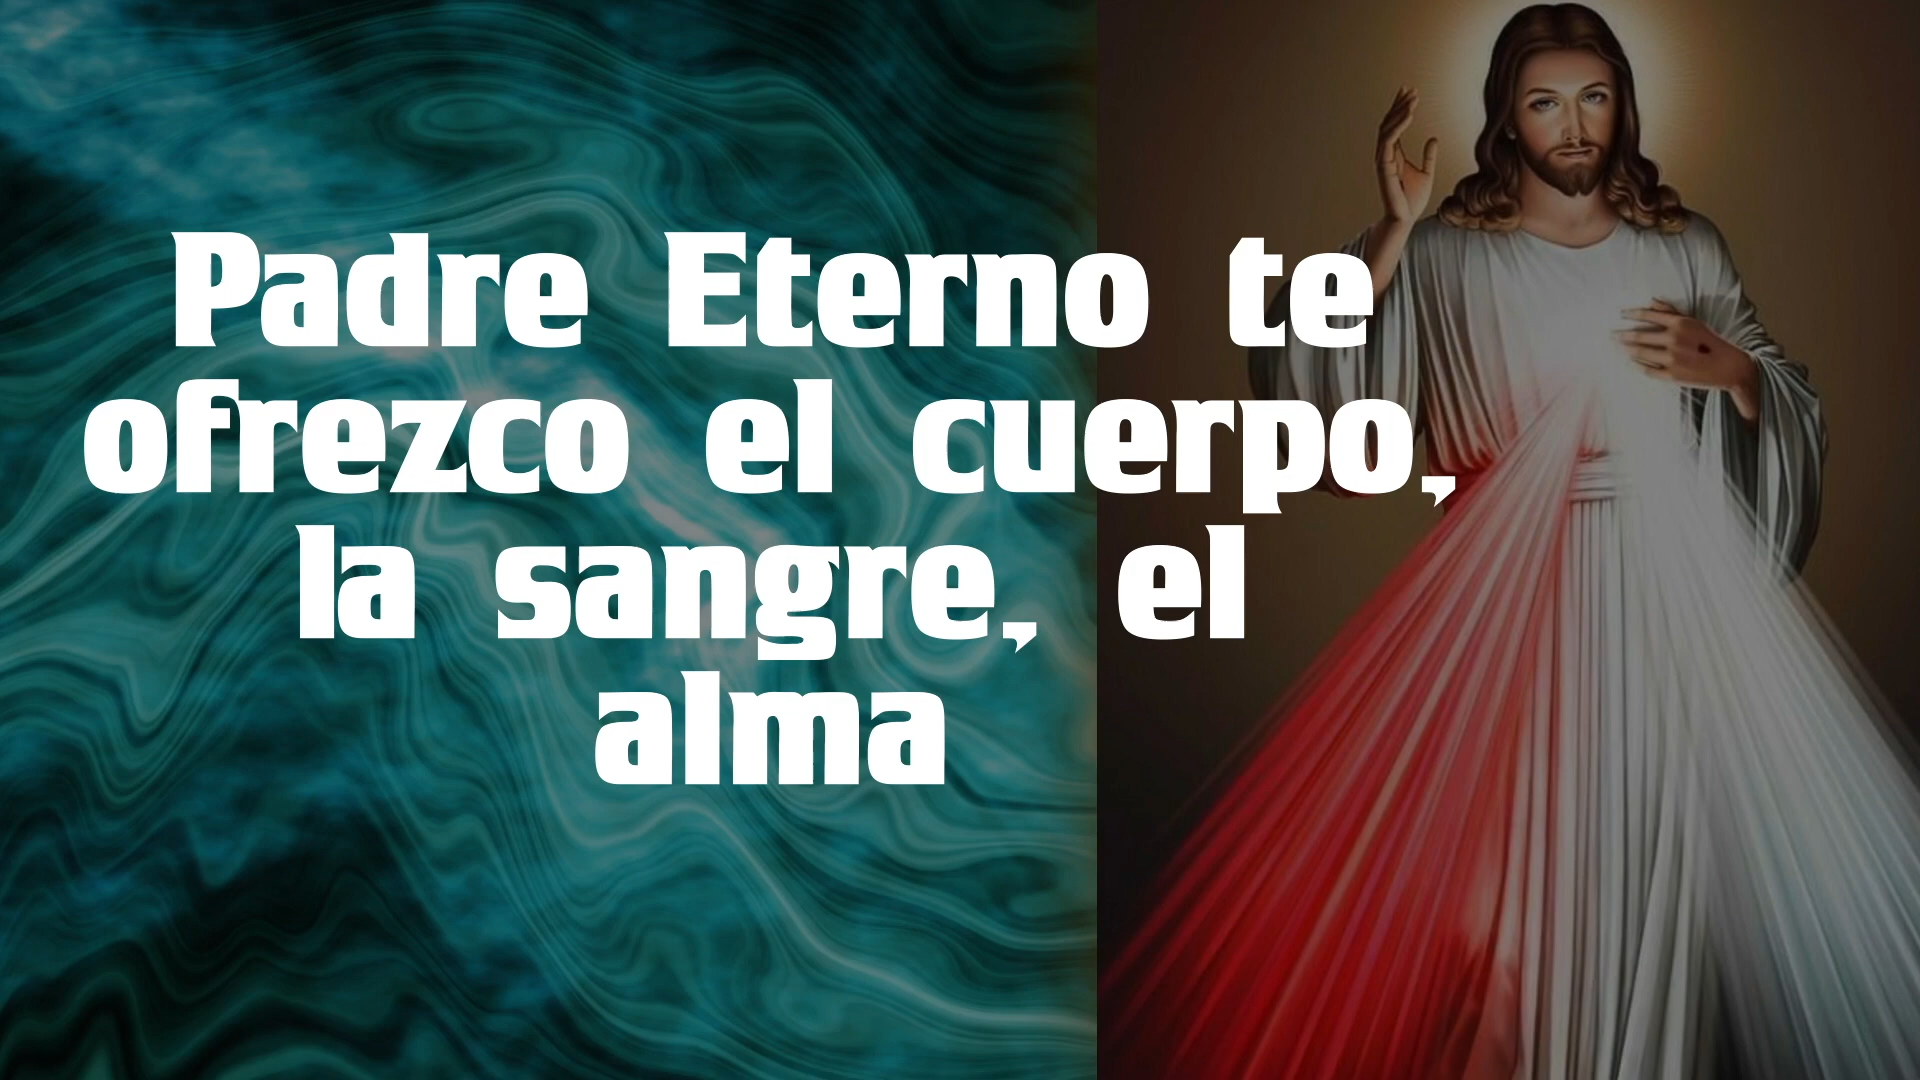 Padre Eterno te
ofrezco el cuerpo,
la sangre, el
alma